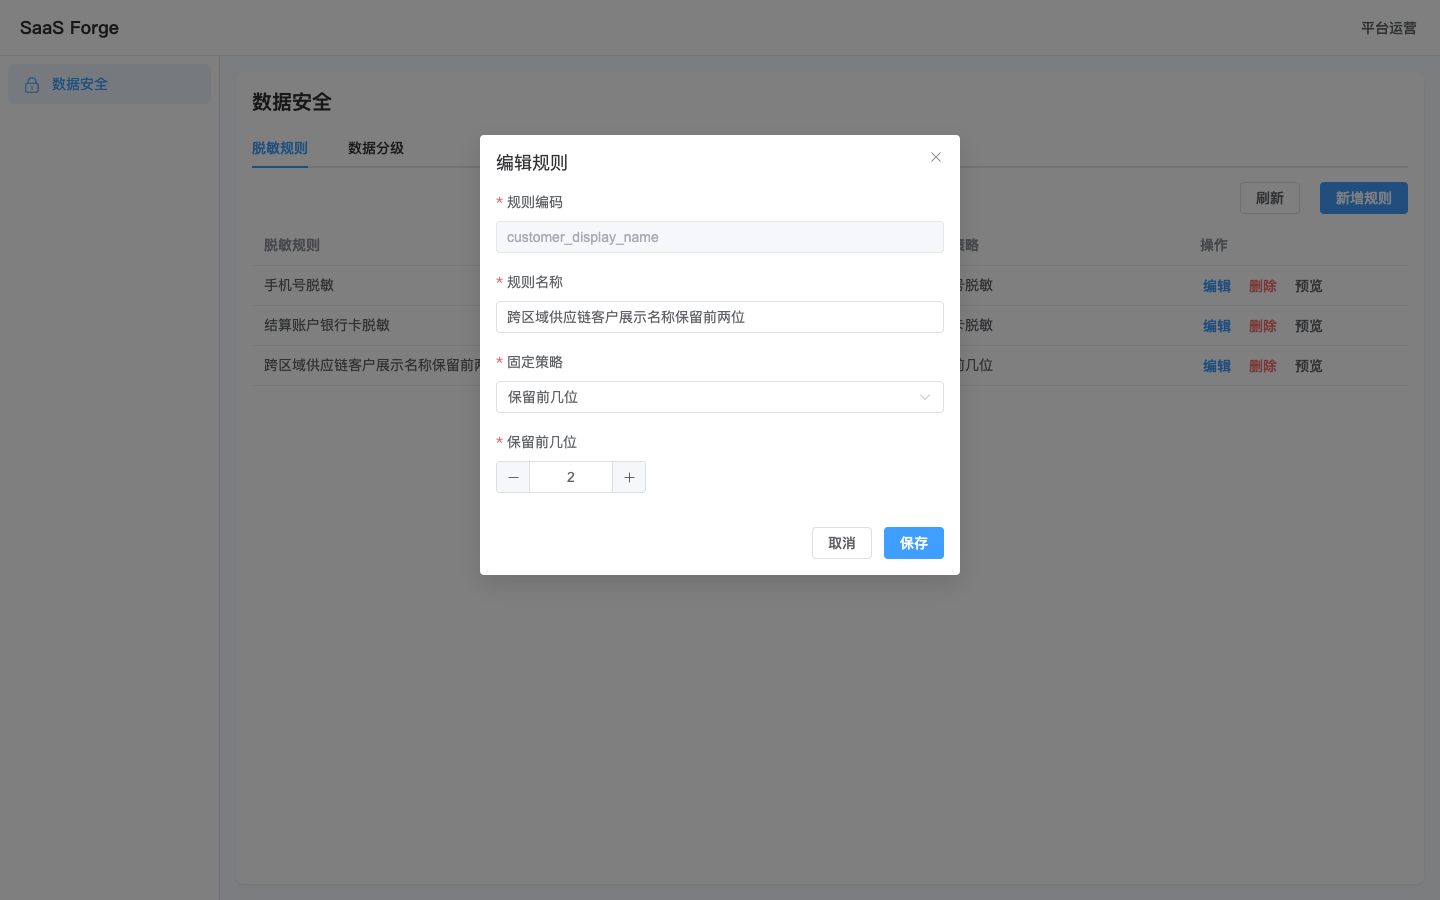 SaaS Forge
平台运营
数据安全
数据安全
脱敏规则
数据分级
刷新
新增规则
脱敏规则
略
操作
手机号脱敏
脱敏
编辑 删除 预览
结算账户银行卡脱敏
脱敏
编辑 删除 预览
跨区域供应链客户展示名称保留前
几位
编辑 删除 预览
编辑规则
* 规则编码
customer_display_name
* 规则名称
跨区域供应链客户展示名称保留前两位
* 固定策略
保留前几位
* 保留前几位
2
取消
保存